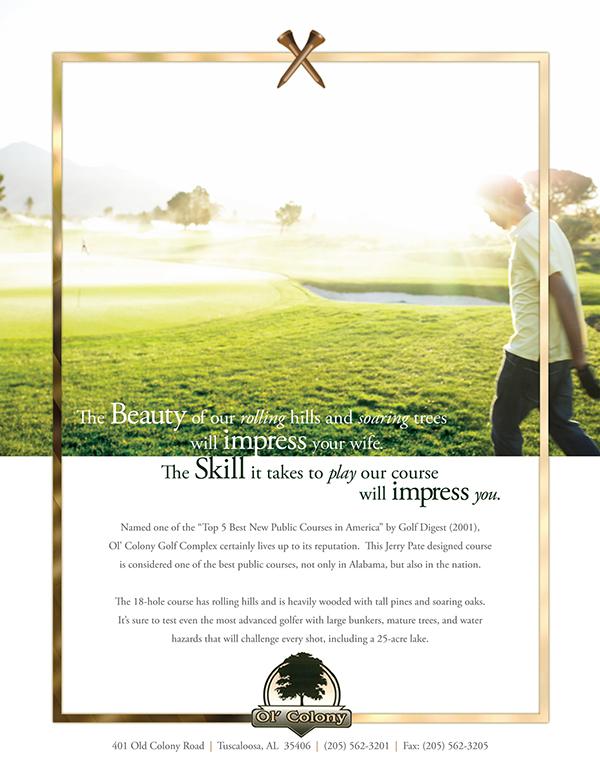 The Beauty of our rolling hills and soaring trees
will impress your wife.
The Skill it takes to play our course
will impress you.
Named one of the “Top 5 Best New Public Courses in America” by Golf Digest (2001),
Ol’ Colony Golf Complex certainly lives up to its reputation. This Jerry Pate designed course
is considered one of the best public courses, not only in Alabama, but also in the nation.
The 18-hole course has rolling hills and is heavily wooded with tall pines and soaring oaks.
It’s sure to test even the most advanced golfer with large bunkers, mature trees, and water
hazards that will challenge every shot, including a 25-acre lake.
Ol’ Colony
401 Old Colony Road | Tuscaloosa, AL 35406 | (205) 562-3201 | Fax: (205) 562-3205